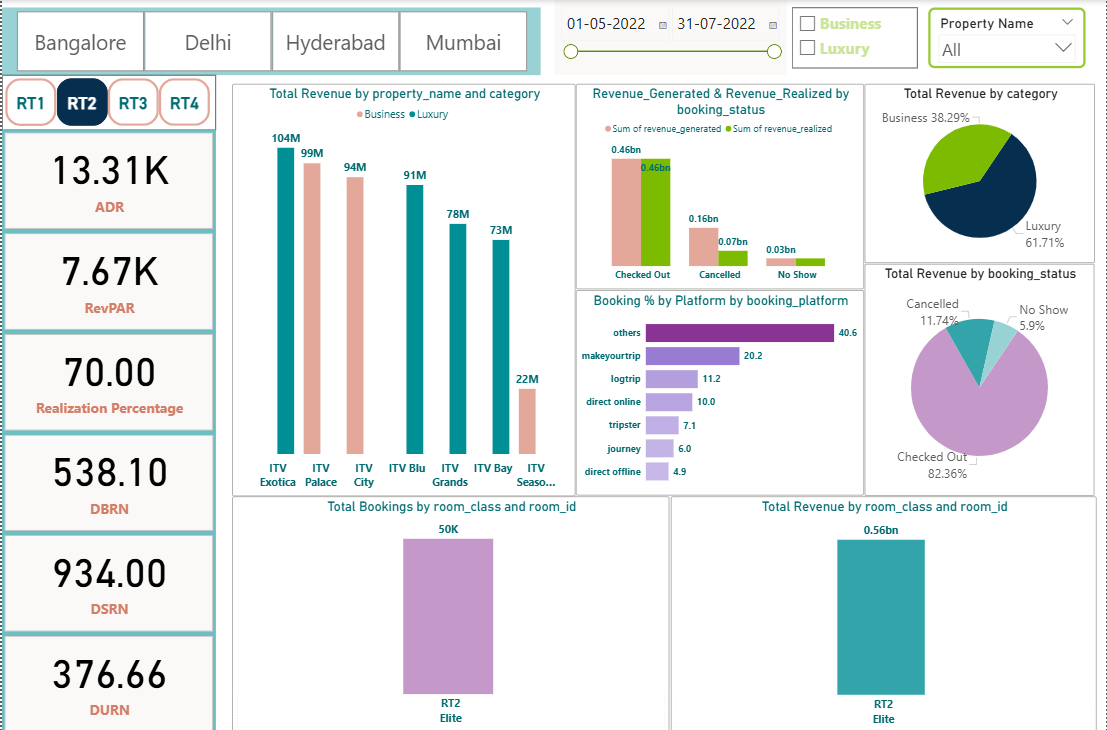 Bangalore
Delhi
Hyderabad
Mumbai
01-05-2022
31-07-2022
Business
Luxury
Property Name
All
RT1
RT2
RT3
RT4
13.31K
ADR
7.67K
RevPAR
70.00
Realization Percentage
538.10
DBRN
934.00
DSRN
376.66
DURN
Total Revenue by property_name and category
Business
Luxury
104M
99M
94M
91M
78M
73M
22M
ITV
Exotica
ITV
Palace
ITV
City
ITV Blu
ITV
Grands
ITV Bay
ITV
Seaso...
Revenue_Generated & Revenue_Realized by
booking_status
Sum of revenue_generated
Sum of revenue_realized
0.46bn
0.46bn
0.16bn
0.07bn
0.03bn
Checked Out
Cancelled
No Show
Booking % by Platform by booking_platform
others
40.6
makeyourtrip
20.2
logtrip
11.2
direct online
10.0
tripster
7.1
journey
6.0
direct offline
4.9
Total Revenue by category
Business 38.29%
Luxury
61.71%
Total Revenue by booking_status
Cancelled
11.74%
No Show
5.9%
Checked Out
82.36%
Total Bookings by room_class and room_id
50K
RT2
Elite
Total Revenue by room_class and room_id
0.56bn
RT2
Elite